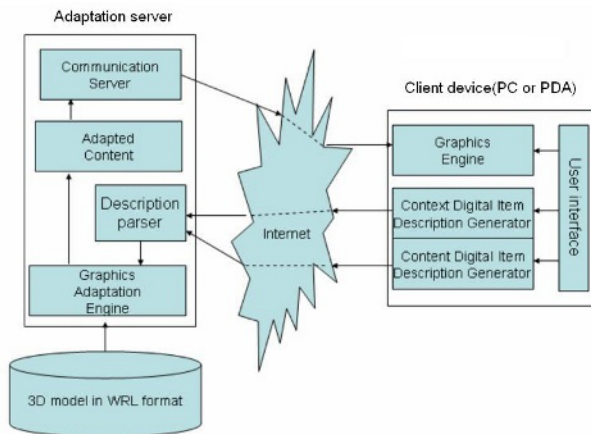 Adaptation server
Communication
Server
Adapted
Content
Description
parser
Graphics
Adaptation
Engine
3D model in WRL format
Internet
Client device(PC or PDA)
Graphics
Engine
Context Digital Item
Description Generator
Content Digital Item
Description Generator
User interface